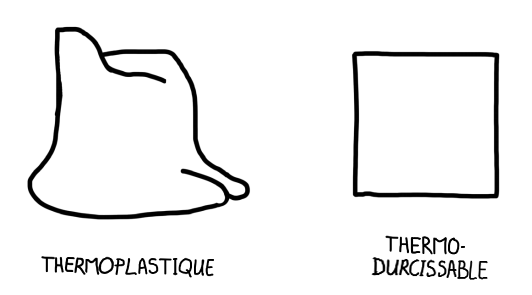 THERMOPLASTIQUE
THERMO-
DURCISSABLE